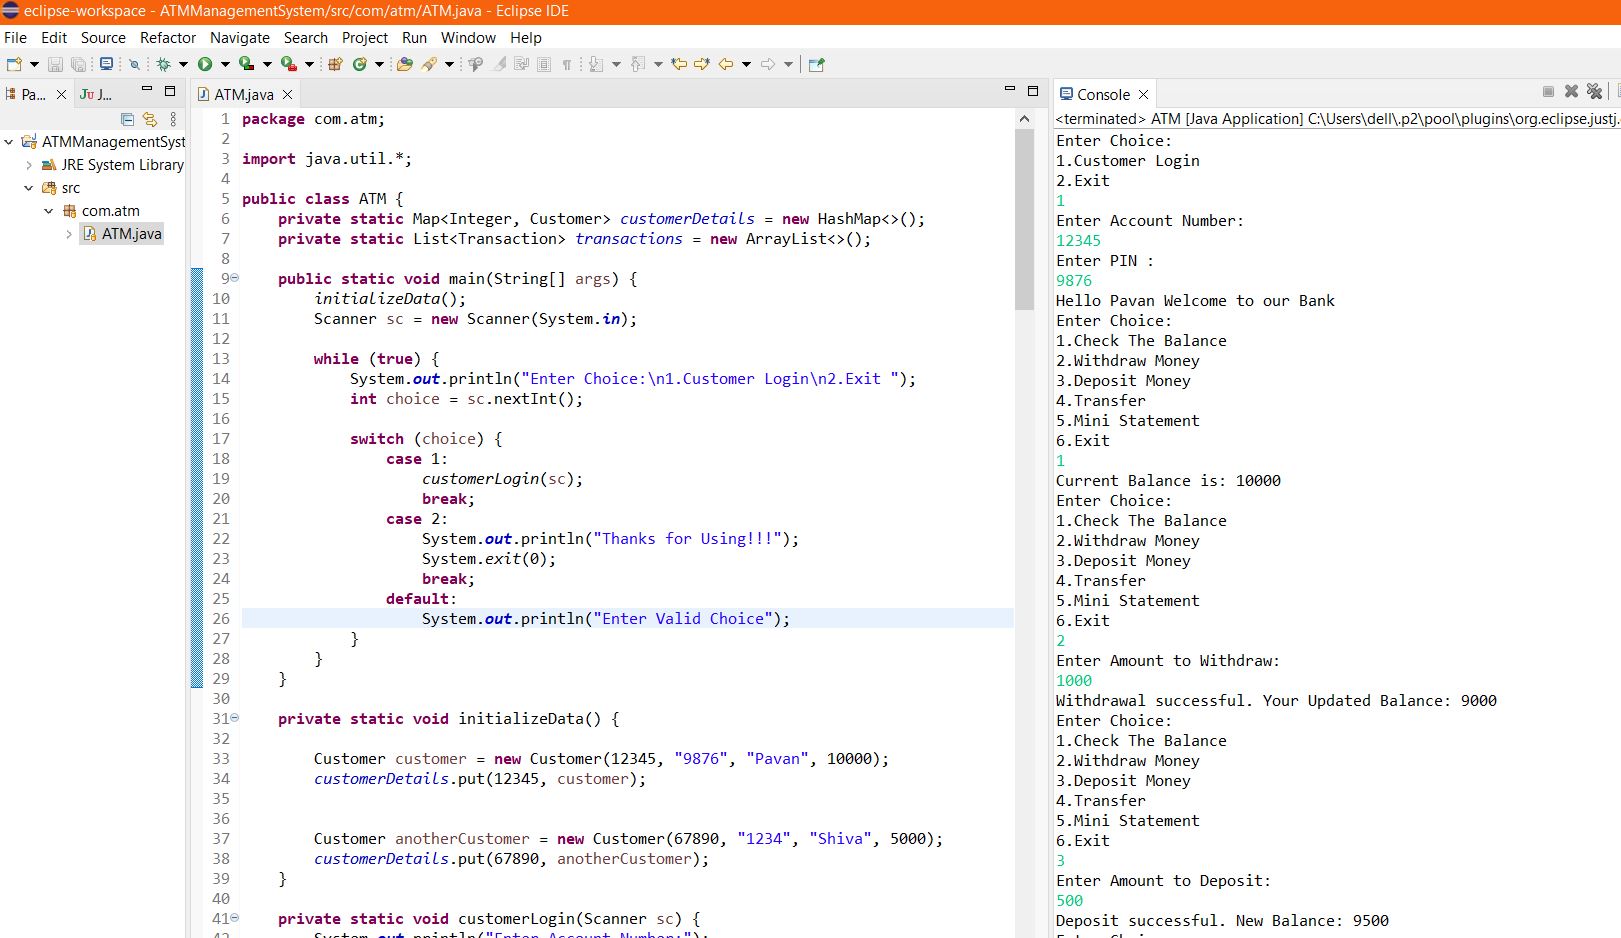 eclipse-workspace - ATMManagementSystem/src/com/atm/ATM.java - Eclipse IDE
File Edit Source Refactor Navigate Search Project Run Window Help
Pa... Ju J...
ATMManagementSyst
JRE System Library
src
com.atm
ATM.java
ATM.java
1 package com.atm;
2
3 import java.util.*;
4
5 public class ATM {
6     private static Map<Integer, Customer> customerDetails = new HashMap<>();
7     private static List<Transaction> transactions = new ArrayList<>();
8
9     public static void main(String[] args) {
10         initializeData();
11         Scanner sc = new Scanner(System.in);
12
13         while (true) {
14             System.out.println("Enter Choice:\n1.Customer Login\n2.Exit ");
15             int choice = sc.nextInt();
16
17             switch (choice) {
18                 case 1:
19                     customerLogin(sc);
20                     break;
21                 case 2:
22                     System.out.println("Thanks for Using!!!");
23                     System.exit(0);
24                     break;
25                 default:
26                     System.out.println("Enter Valid Choice");
27             }
28         }
29     }
30
31     private static void initializeData() {
32
33         Customer customer = new Customer(12345, "9876", "Pavan", 10000);
34         customerDetails.put(12345, customer);
35
36
37         Customer anotherCustomer = new Customer(67890, "1234", "Shiva", 5000);
38         customerDetails.put(67890, anotherCustomer);
39     }
40
41     private static void customerLogin(Scanner sc) {
42         System.out.println("Enter Account Number:");
Console
<terminated> ATM [Java Application] C:\Users\dell\.p2\pool\plugins\org.eclipse.justj.
Enter Choice:
1.Customer Login
2.Exit
1
Enter Account Number:
12345
Enter PIN :
9876
Hello Pavan Welcome to our Bank
Enter Choice:
1.Check The Balance
2.Withdraw Money
3.Deposit Money
4.Transfer
5.Mini Statement
6.Exit
1
Current Balance is: 10000
Enter Choice:
1.Check The Balance
2.Withdraw Money
3.Deposit Money
4.Transfer
5.Mini Statement
6.Exit
2
Enter Amount to Withdraw:
1000
Withdrawal successful. Your Updated Balance: 9000
Enter Choice:
1.Check The Balance
2.Withdraw Money
3.Deposit Money
4.Transfer
5.Mini Statement
6.Exit
3
Enter Amount to Deposit:
500
Deposit successful. New Balance: 9500